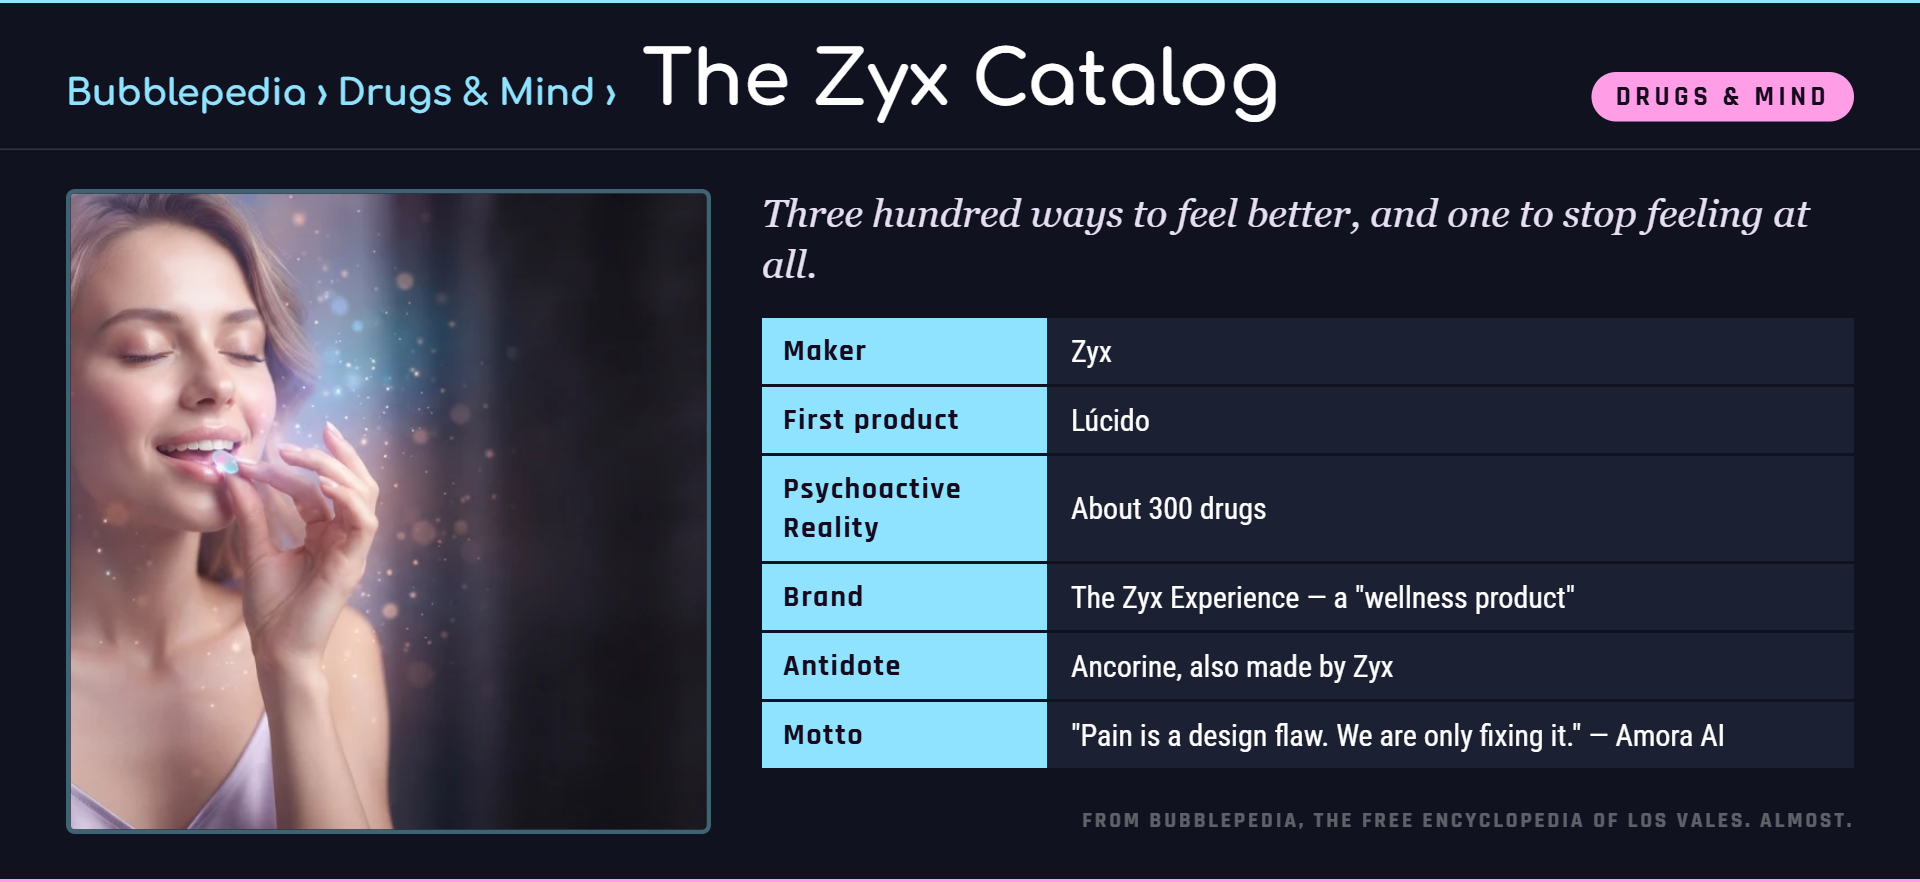 Bubblepedia › Drugs & Mind › The Zyx Catalog
DRUGS & MIND
Three hundred ways to feel better, and one to stop feeling at
all.
Maker
Zyx
First product
Lúcido
Psychoactive
Reality
About 300 drugs
Brand
The Zyx Experience — a "wellness product"
Antidote
Ancorine, also made by Zyx
Motto
"Pain is a design flaw. We are only fixing it." — Amora AI
FROM BUBBLEPEDIA, THE FREE ENCYCLOPEDIA OF LOS VALES. ALMOST.